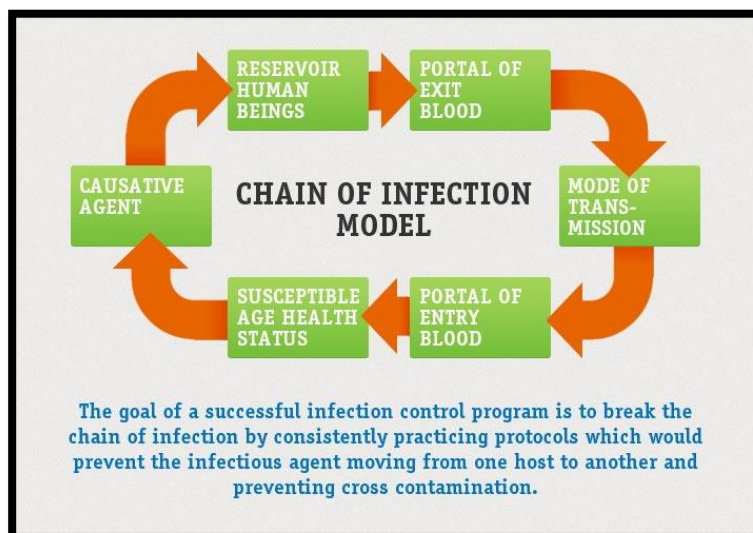 RESERVOIR
HUMAN
BEINGS
PORTAL OF
EXIT
BLOOD
CAUSATIVE
AGENT
CHAIN OF INFECTION
MODEL
MODE OF
TRANS-
MISSION
SUSCEPTIBLE
AGE HEALTH
STATUS
PORTAL OF
ENTRY
BLOOD
The goal of a successful infection control program is to break the
chain of infection by consistently practicing protocols which would
prevent the infectious agent moving from one host to another and
preventing cross contamination.